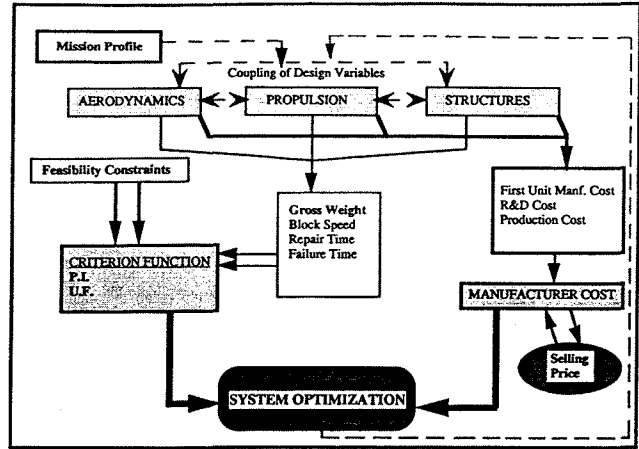 Mission Profile
Coupling of Design Variables
AERODYNAMICS
PROPULSION
STRUCTURES
Feasibility Constraints
First Unit Manf. Cost
R&D Cost
Production Cost
Gross Weight
Block Speed
Repair Time
Failure Time
CRITERION FUNCTION
P.I.
U.F.
MANUFACTURER COST
Selling
Price
SYSTEM OPTIMIZATION